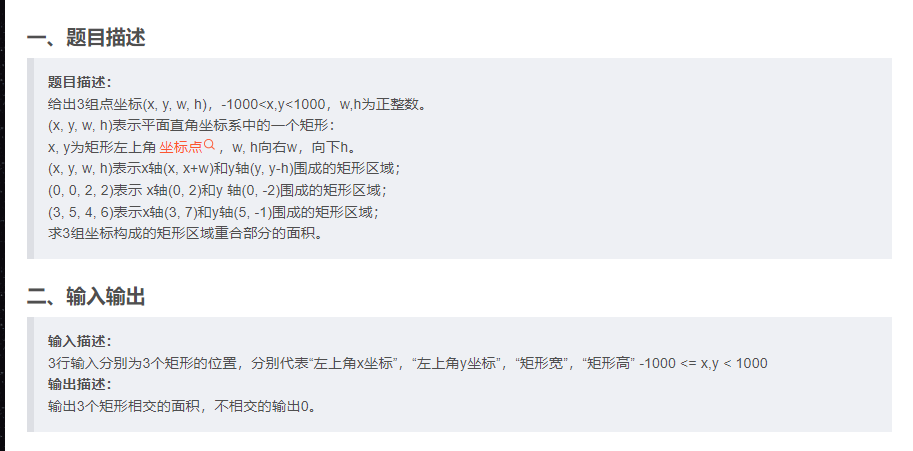 一、题目描述
题目描述：
给出3组点坐标(x, y, w, h)，-1000<x,y<1000，w,h为正整数。
(x, y, w, h)表示平面直角坐标系中的一个矩形：
x, y为矩形左上角 坐标点 ，w, h向右w，向下h。
(x, y, w, h)表示x轴(x, x+w)和y轴(y, y-h)围成的矩形区域；
(0, 0, 2, 2)表示 x轴(0, 2)和y 轴(0, -2)围成的矩形区域；
(3, 5, 4, 6)表示x轴(3, 7)和y轴(5, -1)围成的矩形区域；
求3组坐标构成的矩形区域重合部分的面积。
二、输入输出
输入描述：
3行输入分别为3个矩形的位置，分别代表“左上角x坐标”，“左上角y坐标”，“矩形宽”，“矩形高” -1000 <= x,y < 1000
输出描述：
输出3个矩形相交的面积，不相交的输出0。